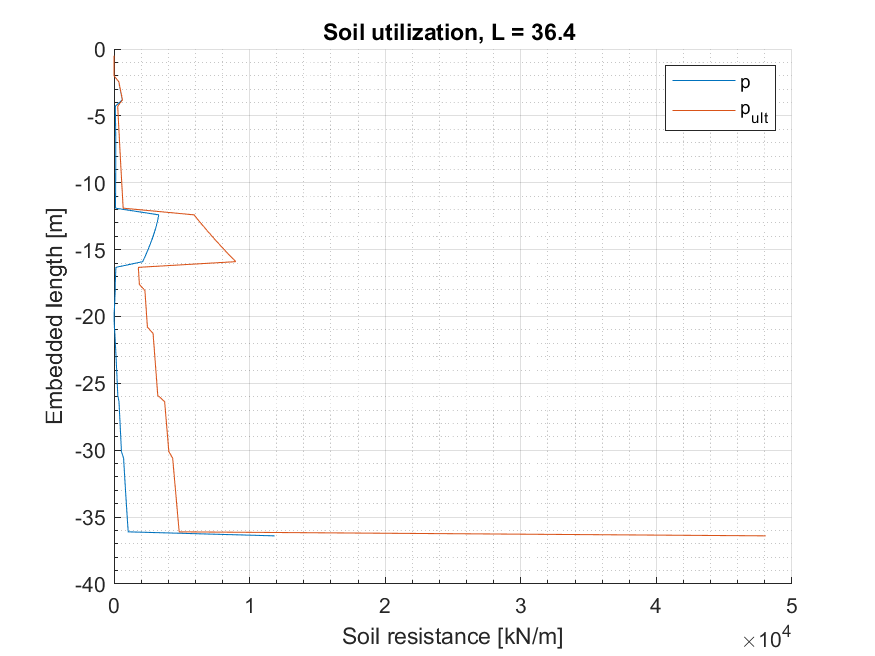 Soil utilization, L = 36.4
p
p_ult
0
-5
-10
-15
-20
-25
-30
-35
-40
Embedded length [m]
0 1 2 3 4 5
Soil resistance [kN/m]
×10^4